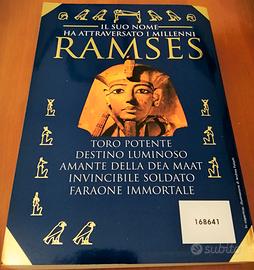 IL SUO NOME
HA ATTRAVERSATO I MILLENNI
RAMSES
TORO POTENTE
DESTINO LUMINOSO
AMANTE DELLA DEA MAAT
INVINCIBILE SOLDATO
FARAONE IMMORTALE
168641
subito